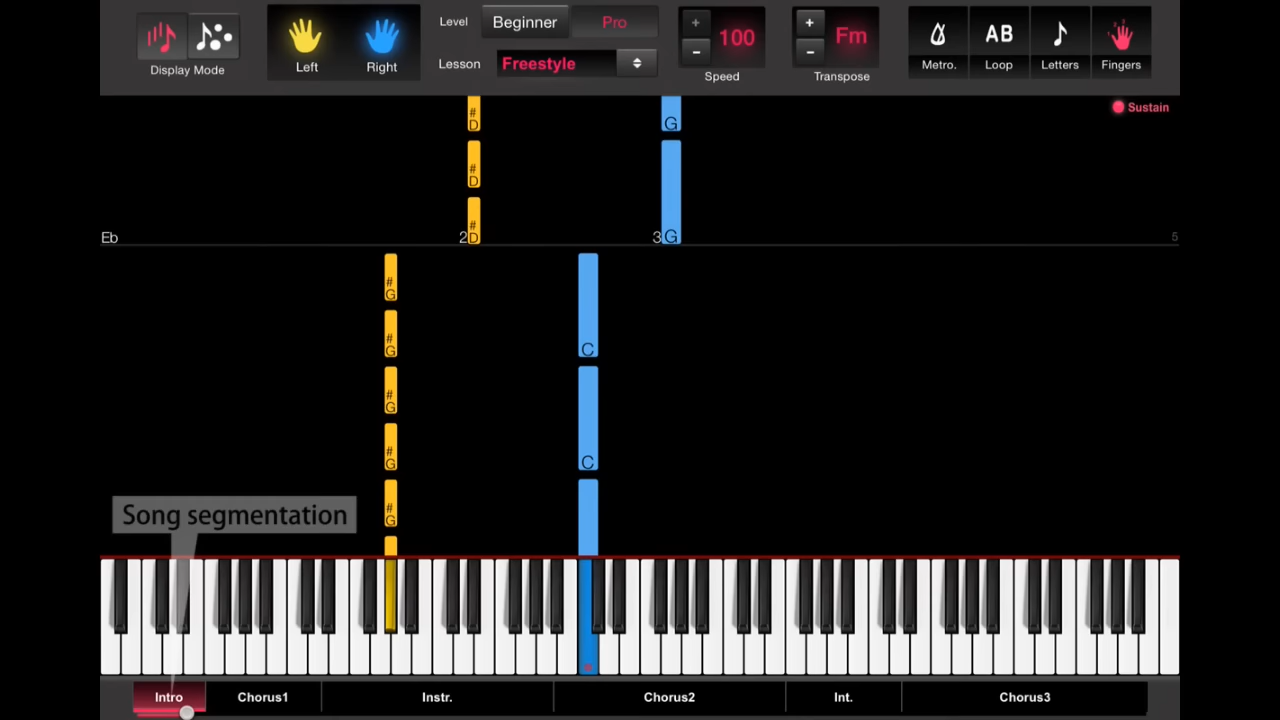 Level Beginner Pro
Lesson Freestyle
Display Mode
Left Right
+ - 100 Speed
+ - Fm Transpose
Metro. AB Loop Letters Fingers
Sustain
# D G
# D
# D G
Eb 2 3 5
# G
# G C
# G
# G C
# G
Song segmentation
Intro Chorus1 Instr. Chorus2 Int. Chorus3